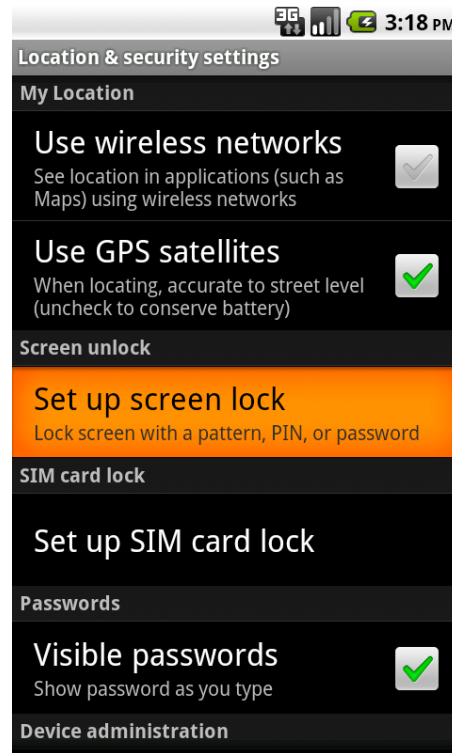 3G 3:18 PM
Location & security settings
My Location
Use wireless networks
See location in applications (such as
Maps) using wireless networks
Use GPS satellites
When locating, accurate to street level
(uncheck to conserve battery)
Screen unlock
Set up screen lock
Lock screen with a pattern, PIN, or password
SIM card lock
Set up SIM card lock
Passwords
Visible passwords
Show password as you type
Device administration